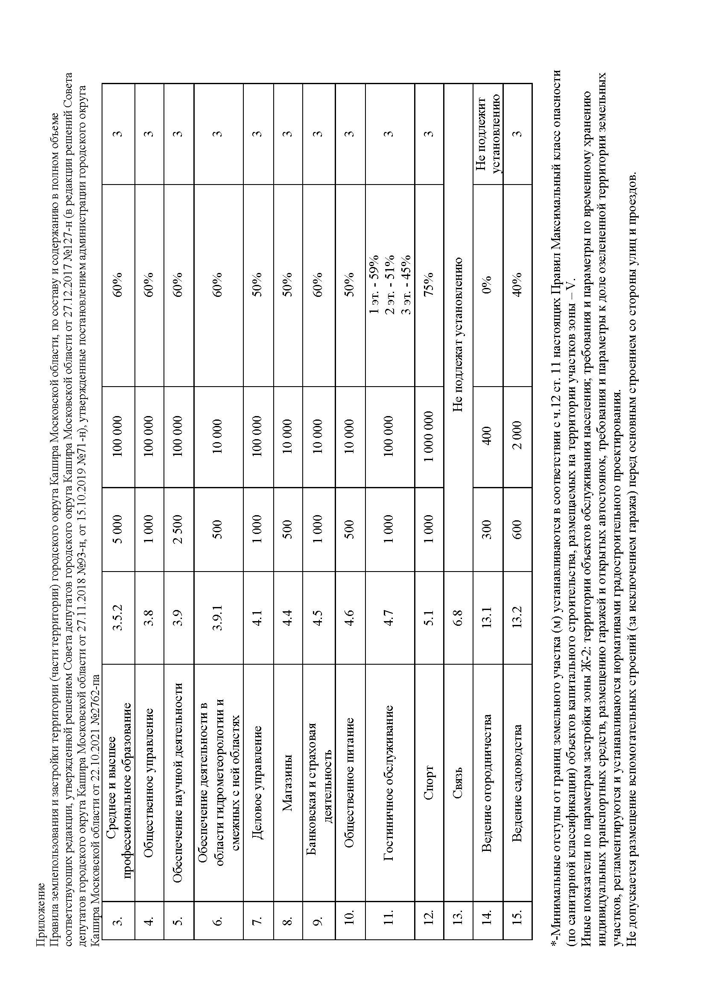 Приложение
Правила землепользования и застройки территории (части территории) городского округа Кашира Московской области, по составу и содержанию в полном объеме
соответствующих редакции, утвержденной решением Совета депутатов городского округа Кашира Московской области от 27.12.2017 №127-н (в редакции решений Совета
депутатов городского округа Кашира Московской области от 27.11.2018 №93-н, от 15.10.2019 №71-н), утвержденные постановлением администрации городского округа
Кашира Московской области от 22.10.2021 №2762-па
3. Среднее и высшее профессиональное образование 3.5.2 5 000 100 000 60% 3
4. Общественное управление 3.8 1 000 100 000 60% 3
5. Обеспечение научной деятельности 3.9 2 500 100 000 60% 3
6. Обеспечение деятельности в области гидрометеорологии и смежных с ней областях 3.9.1 500 10 000 60% 3
7. Деловое управление 4.1 1 000 100 000 50% 3
8. Магазины 4.4 500 10 000 50% 3
9. Банковская и страховая деятельность 4.5 1 000 10 000 60% 3
10. Общественное питание 4.6 500 10 000 50% 3
11. Гостиничное обслуживание 4.7 1 000 100 000 1 эт. - 59% 2 эт. - 51% 3 эт. - 45% 3
12. Спорт 5.1 1 000 1 000 000 75% 3
13. Связь 6.8 Не подлежат установлению
14. Ведение огородничества 13.1 300 400 0% Не подлежит установлению
15. Ведение садоводства 13.2 600 2 000 40% 3
*-Минимальные отступы от границ земельного участка (м) устанавливаются в соответствии с ч.12 ст. 11 настоящих Правил Максимальный класс опасности
(по санитарной классификации) объектов капитального строительства, размещаемых на территории участков зоны – V.
Иные показатели по параметрам застройки зоны Ж-2: территории объектов обслуживания населения; требования и параметры по временному хранению
индивидуальных транспортных средств, размещению гаражей и открытых автостоянок, требования и параметры к доле озелененной территории земельных
участков, регламентируются и устанавливаются нормативами градостроительного проектирования.
Не допускается размещение вспомогательных строений (за исключением гаража) перед основным строением со стороны улиц и проездов.